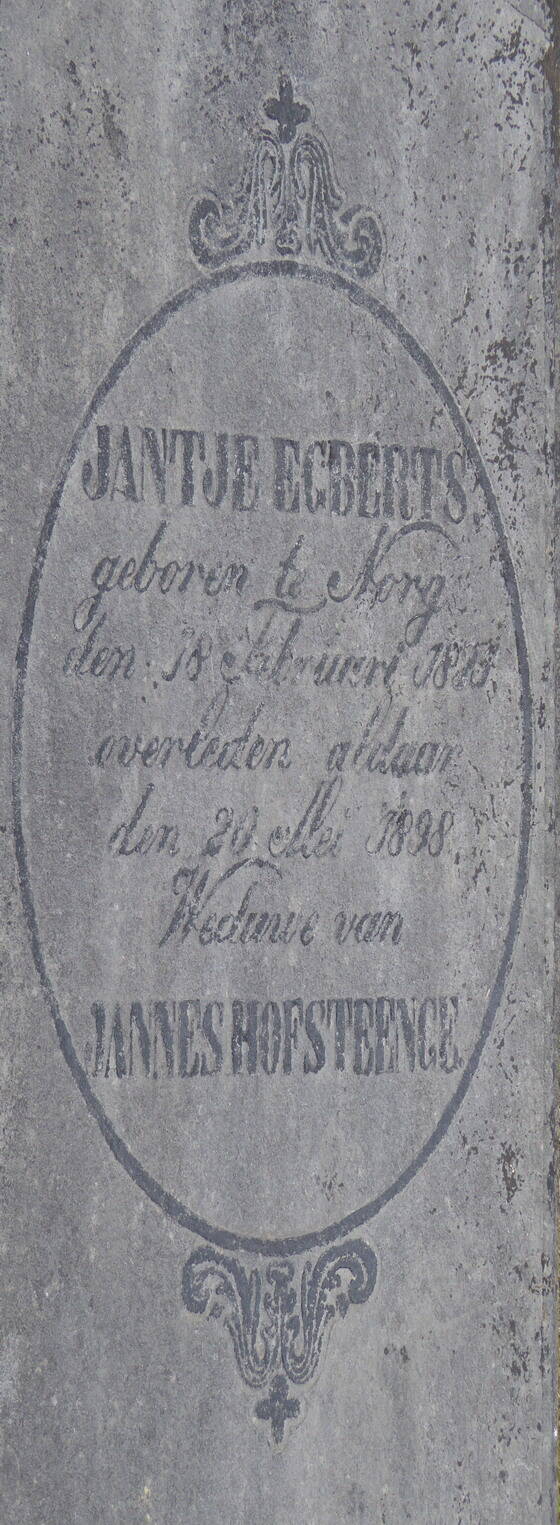 JANTJE EGBERTS,
geboren te Norg
den 18 Februari
overleden aldaar
den 20 Mei 1898.
Weduwe van
JANNES HOFSTEENGE.